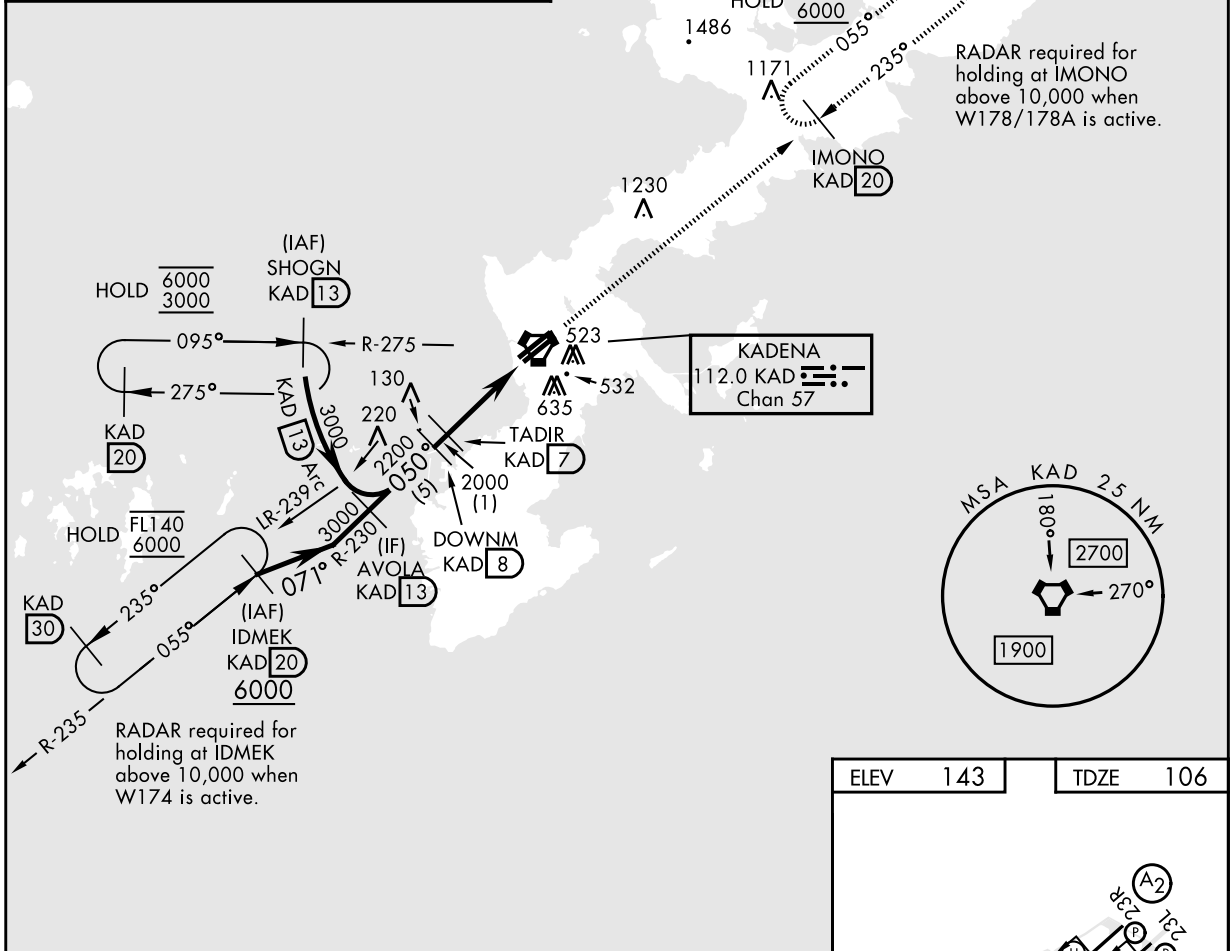 HOLD 6000
1486
055°
235°
1171
RADAR required for
holding at IMONO
above 10,000 when
W178/178A is active.
IMONO
KAD 20
1230
(IAF)
SHOGN
KAD 13
HOLD 6000
3000
095°
R-275
275°
KAD
20
KAD 13 Arc
3000
130
220
523
532
635
KADENA
112.0 KAD
Chan 57
TADIR
KAD 7
2200
050°
(5)
2000
(1)
DOWNM
KAD 8
LR-239
HOLD FL140
6000
3000
R-230
071°
(IF)
AVOLA
KAD 13
235°
055°
KAD
30
(IAF)
IDMEK
KAD 20
6000
R-235
RADAR required for
holding at IDMEK
above 10,000 when
W174 is active.
MSA KAD 25 NM
180°
2700
270°
1900
ELEV 143
TDZE 106
A2
23R
23L
P